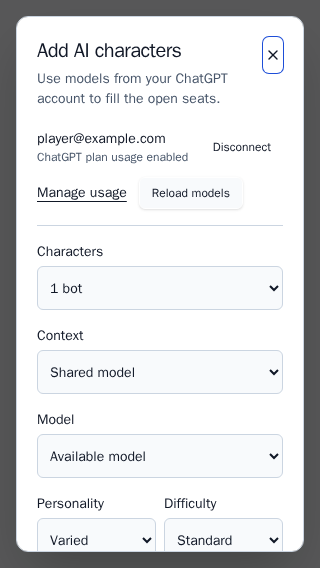 Add AI characters
×
Use models from your ChatGPT
account to fill the open seats.
player@example.com
ChatGPT plan usage enabled
Disconnect
Manage usage
Reload models
Characters
1 bot
Context
Shared model
Model
Available model
Personality
Difficulty
Varied
Standard